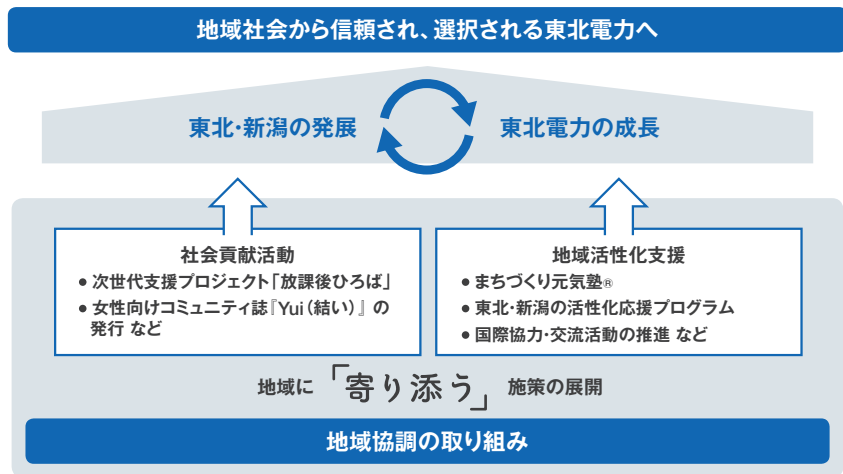 地域社会から信頼され、選択される東北電力へ
東北・新潟の発展
東北電力の成長
社会貢献活動
● 次世代支援プロジェクト「放課後ひろば」
● 女性向けコミュニティ誌『Yui（結い）』の
発行 など
地域活性化支援
● まちづくり元気塾®
● 東北・新潟の活性化応援プログラム
● 国際協力・交流活動の推進 など
地域に「寄り添う」施策の展開
地域協調の取り組み